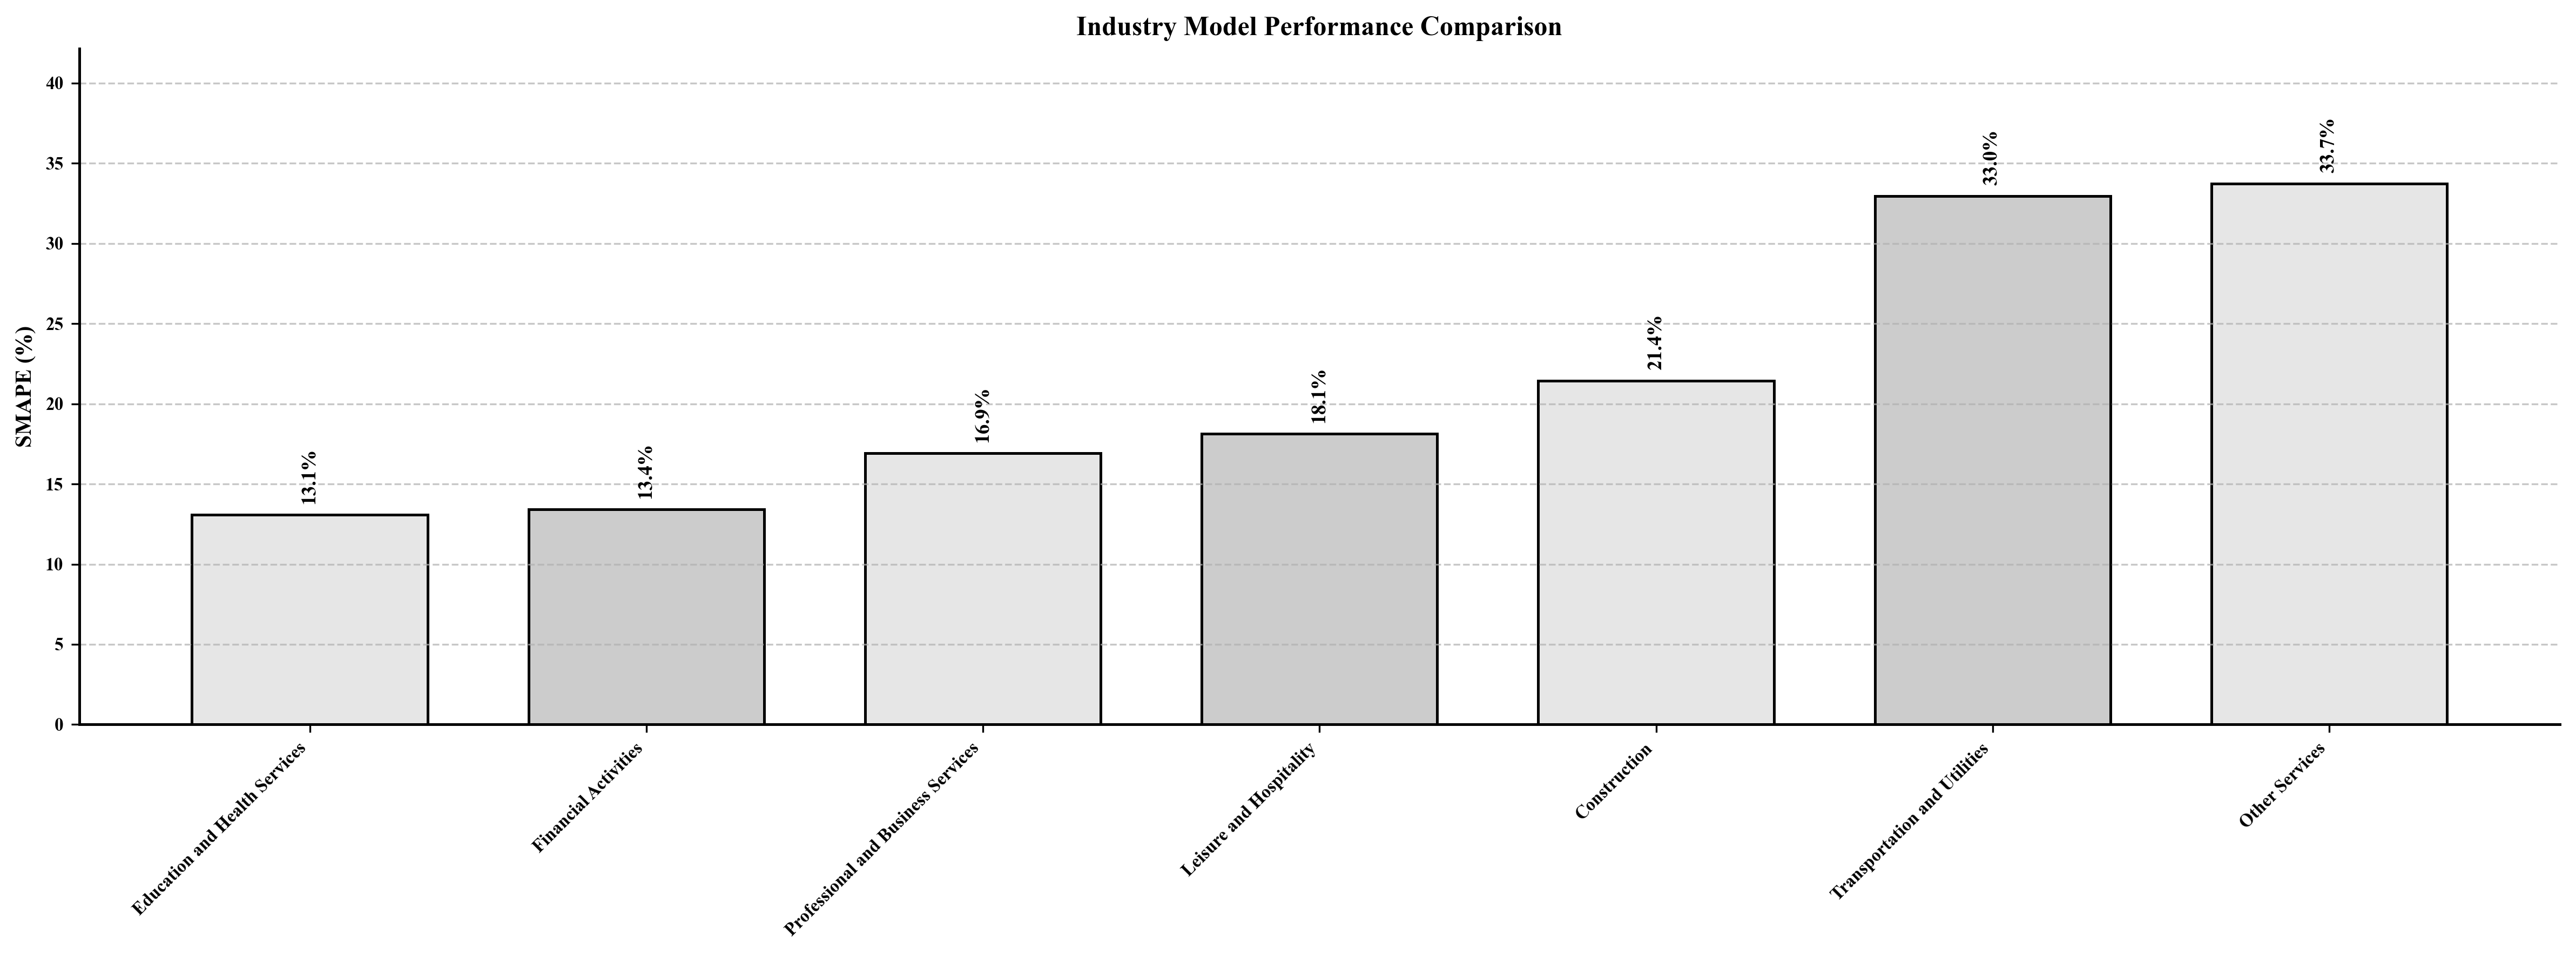 Industry Model Performance Comparison
SMAPE (%)
40
35
30
25
20
15
10
5
0
13.1%
13.4%
16.9%
18.1%
21.4%
33.0%
33.7%
Education and Health Services
Financial Activities
Professional and Business Services
Leisure and Hospitality
Construction
Transportation and Utilities
Other Services